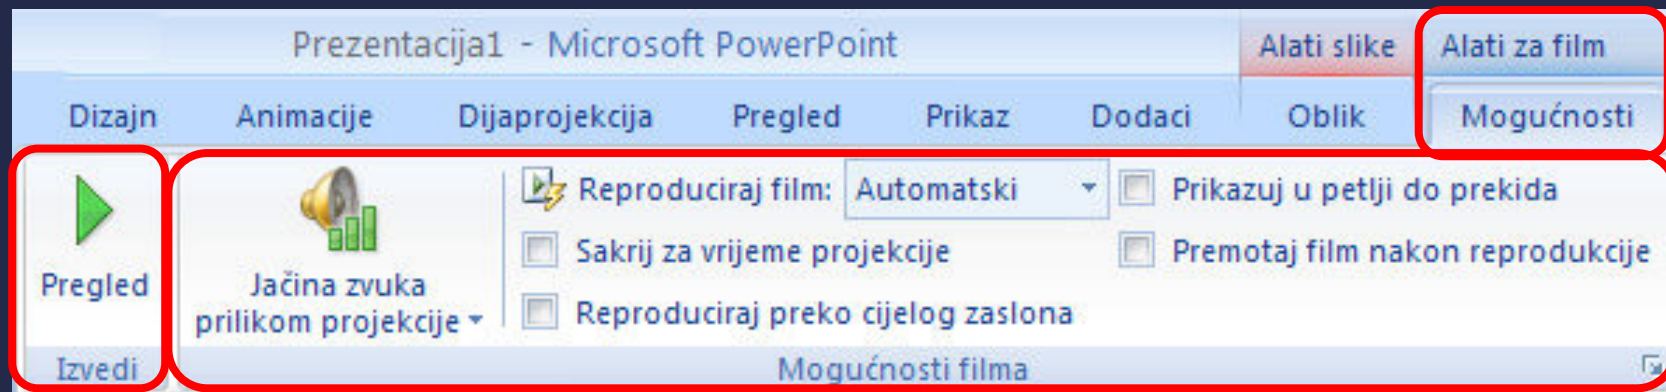 Prezentacija1 - Microsoft PowerPoint
Alati slike
Alati za film
Dizajn
Animacije
Dijaprojekcija
Pregled
Prikaz
Dodaci
Oblik
Mogućnosti
Pregled
Izvedi
Jačina zvuka
prilikom projekcije
Reproduciraj film: Automatski
Sakrij za vrijeme projekcije
Reproduciraj preko cijelog zaslona
Prikazuj u petlji do prekida
Premotaj film nakon reprodukcije
Mogućnosti filma